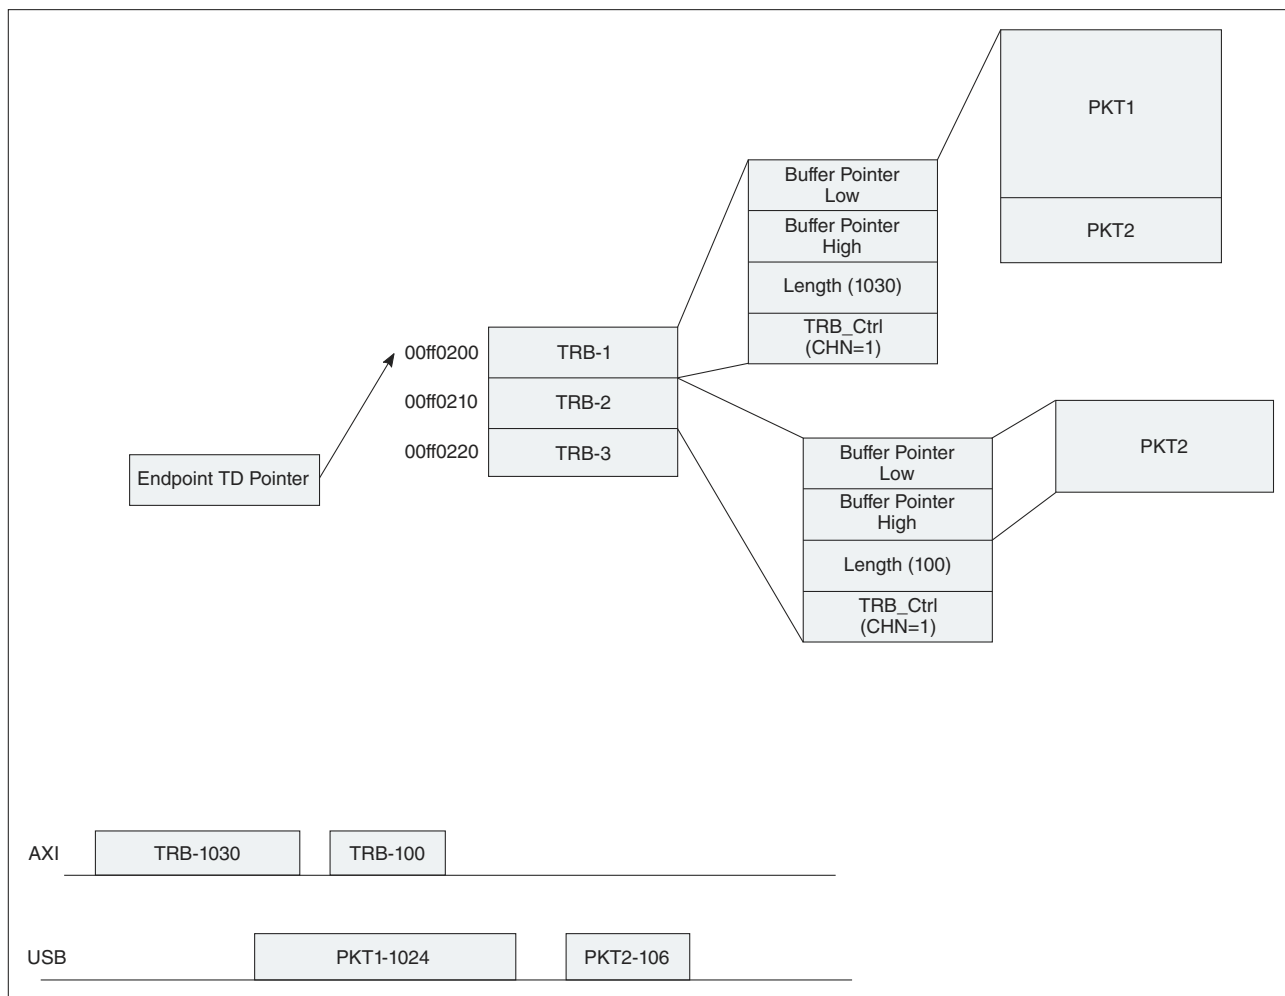 PKT1
PKT2
Buffer Pointer
Low
Buffer Pointer
High
Length (1030)
TRB_Ctrl
(CHN=1)
00ff0200
TRB-1
00ff0210
TRB-2
00ff0220
TRB-3
Endpoint TD Pointer
Buffer Pointer
Low
Buffer Pointer
High
Length (100)
TRB_Ctrl
(CHN=1)
PKT2
AXI
TRB-1030
TRB-100
USB
PKT1-1024
PKT2-106